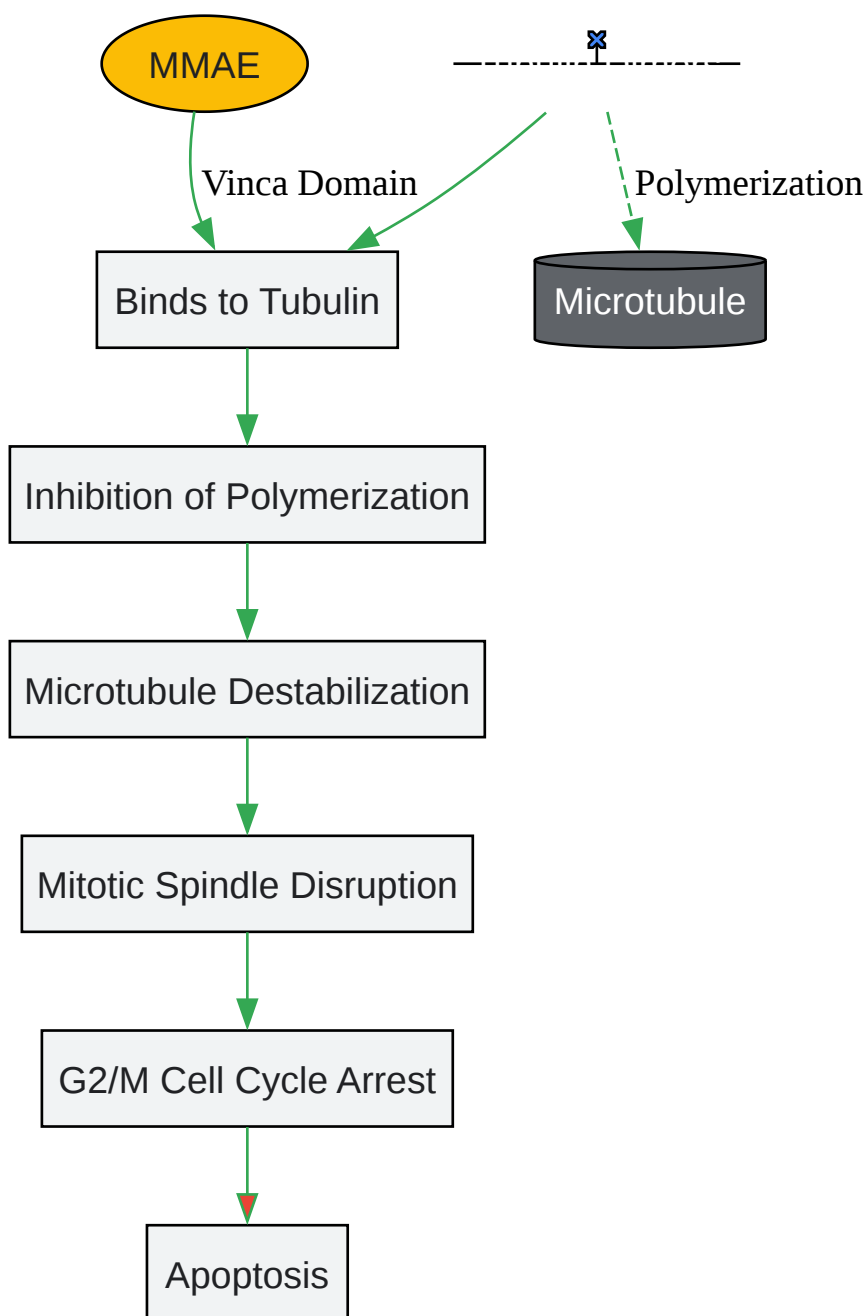 MMAE
Vinca Domain
Polymerization
Binds to Tubulin
Microtubule
Inhibition of Polymerization
Microtubule Destabilization
Mitotic Spindle Disruption
G2/M Cell Cycle Arrest
Apoptosis